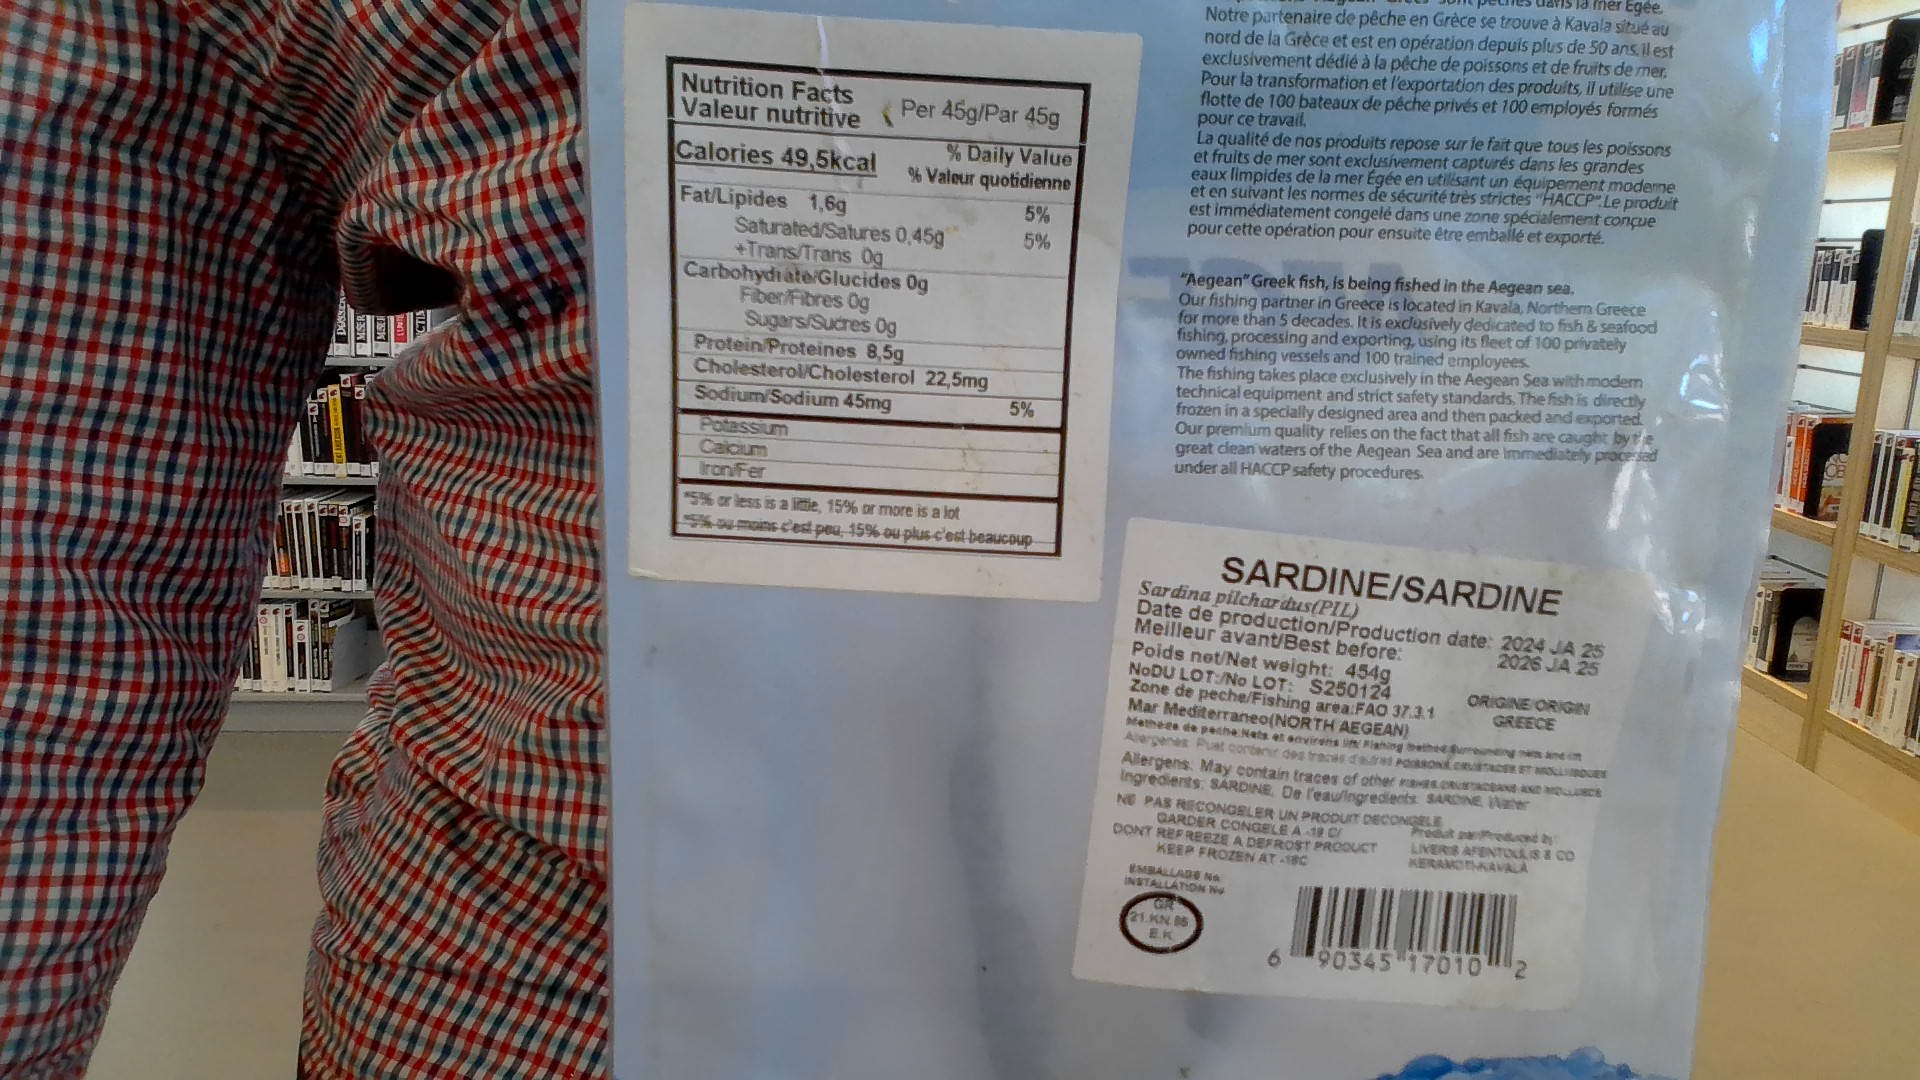 Nutrition Facts
Valeur nutritive
Per 45g/Par 45g
Calories 49,5kcal
% Daily Value
% Valeur quotidienne
Fat/Lipides 1,6g 5%
Saturated/Satures 0,45g 5%
+Trans/Trans 0g
Carbohydrate/Glucides 0g
Fiber/Fibres 0g
Sugars/Sucres 0g
Protein/Proteines 8,5g
Cholesterol/Cholesterol 22,5mg
Sodium/Sodium 45mg 5%
Potassium
Calcium
Iron/Fer
*5% or less is a little, 15% or more is a lot
*5% ou moins c'est peu, 15% ou plus c'est beaucoup
sont pêchés dans la mer Egée.
Notre partenaire de pêche en Grèce se trouve à Kavala situé au
nord de la Grèce et est en opération depuis plus de 50 ans. il est
exclusivement dédié à la pêche de poissons et de fruits de mer.
Pour la transformation et l'exportation des produits, il utilise une
flotte de 100 bateaux de pêche privés et 100 employés formés
pour ce travail.
La qualité de nos produits repose sur le fait que tous les poissons
et fruits de mer sont exclusivement capturés dans les grandes
eaux limpides de la mer Égée en utilisant un équipement moderne
et en suivant les normes de sécurité très strictes "HACCP". Le produit
est immédiatement congelé dans une zone spécialement conçue
pour cette opération pour ensuite être emballé et exporté.
"Aegean" Greek fish, is being fished in the Aegean sea.
Our fishing partner in Greece is located in Kavala, Northern Greece
for more than 5 decades. It is exclusively dedicated to fish & seafood
fishing, processing and exporting, using its fleet of 100 privately
owned fishing vessels and 100 trained employees.
The fishing takes place exclusively in the Aegean Sea with modern
technical equipment and strict safety standards. The fish is directly
frozen in a specially designed area and then packed and exported.
Our premium quality relies on the fact that all fish are caught by the
great clean waters of the Aegean Sea and are immediately processed
under all HACCP safety procedures.
SARDINE/SARDINE
Sardina pilchardus(PIL)
Date de production/Production date: 2024 JA 25
Meilleur avant/Best before: 2026 JA 25
Poids net/Net weight: 454g
NoDU LOT:/No LOT: S250124
Zone de peche/Fishing area:FAO 37.3.1
Mar Mediterraneo(NORTH AEGEAN)
ORIGINE/ORIGIN
GREECE
Allergens: May contain traces of other FISHES, CRUSTACEANS AND MOLLUSCS
Ingredients: SARDINE, De l'eau/Ingredients: SARDINE, Water
NE PAS RECONGELER UN PRODUIT DECONGELE
GARDER CONGELE A -18 C/
DONT REFREEZE A DEFROST PRODUCT
KEEP FROZEN AT -18C
Produit par/Produced by:
LIVERIS AFENTOULIS & CO
KERAMOTI-KAVALA
EMBALLAGE No
INSTALLATION No
GR
21.KN.86
E.K
6 90345 17010 2